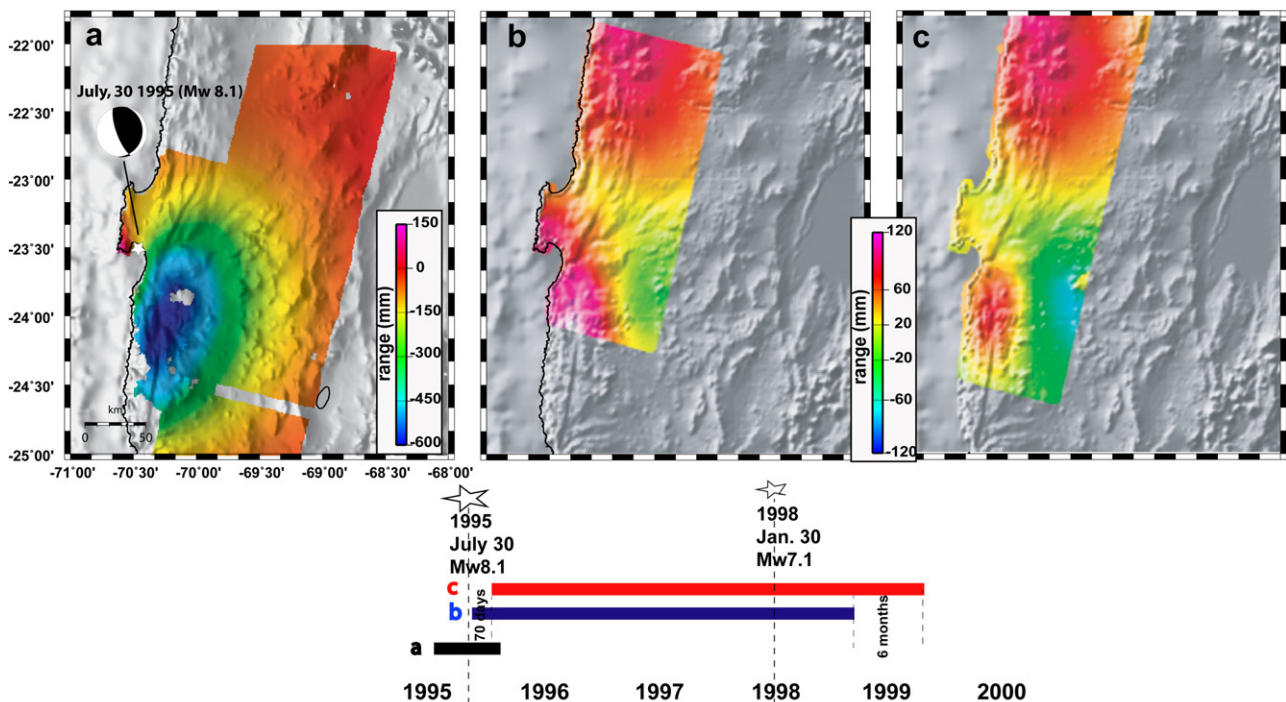 a
b
c
July, 30 1995 (Mw 8.1)
-22°00'
-22°30'
-23°00'
-23°30'
-24°00'
-24°30'
-25°00'
-71°00'
-70°30'
-70°00'
-69°30'
-69°00'
-68°30'
-68°00'
km
0
50
range (mm)
150
0
-150
-300
-450
-600
range (mm)
120
60
20
-20
-60
-120
1995
July 30
Mw8.1
1998
Jan. 30
Mw7.1
c
b
a
70 days
6 months
1995 1996 1997 1998 1999 2000